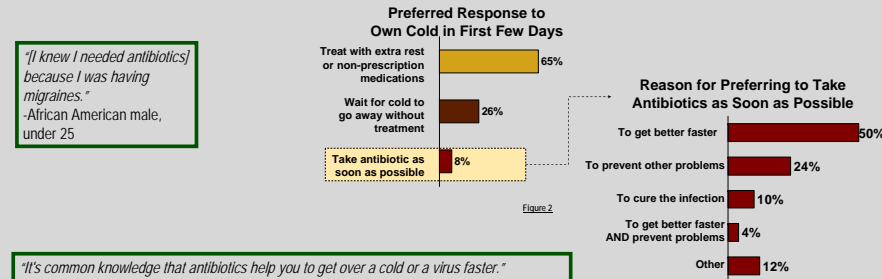 "[I knew I needed antibiotics]
because I was having
migraines."
-African American male,
under 25
Preferred Response to
Own Cold in First Few Days
Treat with extra rest
or non-prescription
medications
65%
Wait for cold to
go away without
treatment
26%
Take antibiotic as
soon as possible
8%
Figure 2
Reason for Preferring to Take
Antibiotics as Soon as Possible
To get better faster
50%
To prevent other problems
24%
To cure the infection
10%
To get better faster
AND prevent problems
4%
Other
12%
"It's common knowledge that antibiotics help you to get over a cold or a virus faster."